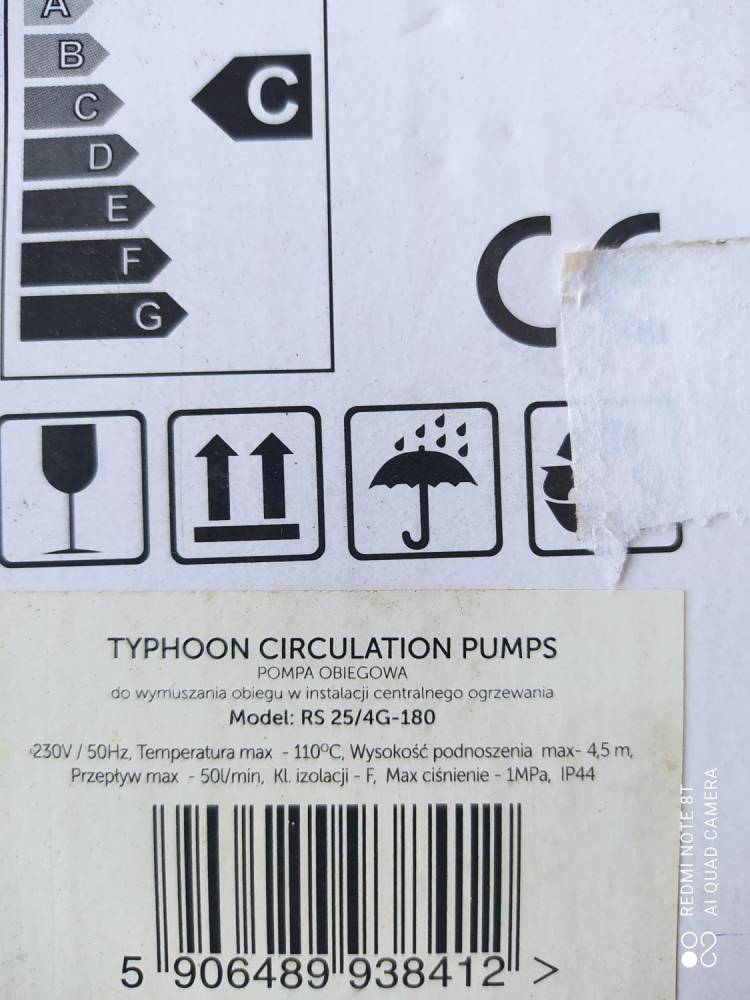 A
B
C
C
D
E
F
G
CE
TYPHOON CIRCULATION PUMPS
POMPA OBIEGOWA
do wymuszania obiegu w instalacji centralnego ogrzewania
Model: RS 25/4G-180
230V / 50Hz, Temperatura max - 110°C, Wysokość podnoszenia max- 4,5 m,
Przepływ max - 50l/min, Kl. izolacji - F, Max ciśnienie - 1MPa, IP44
5 906489 938412 >
REDMI NOTE 8T
AI QUAD CAMERA